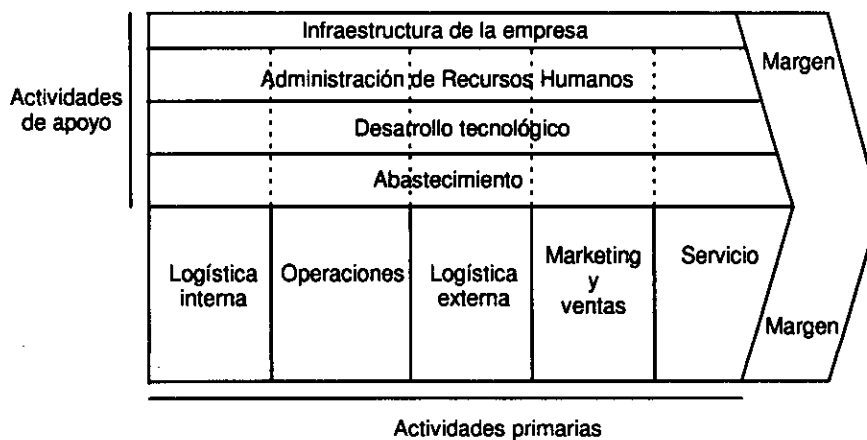 Infraestructura de la empresa
Margen
Administración de Recursos Humanos
Actividades
de apoyo
Desatrollo tecnológico
Abastecimiento
Logística
interna
Operaciones
Logística
externa
Marketing
y
ventas
Servicio
Margen
Actividades primarias